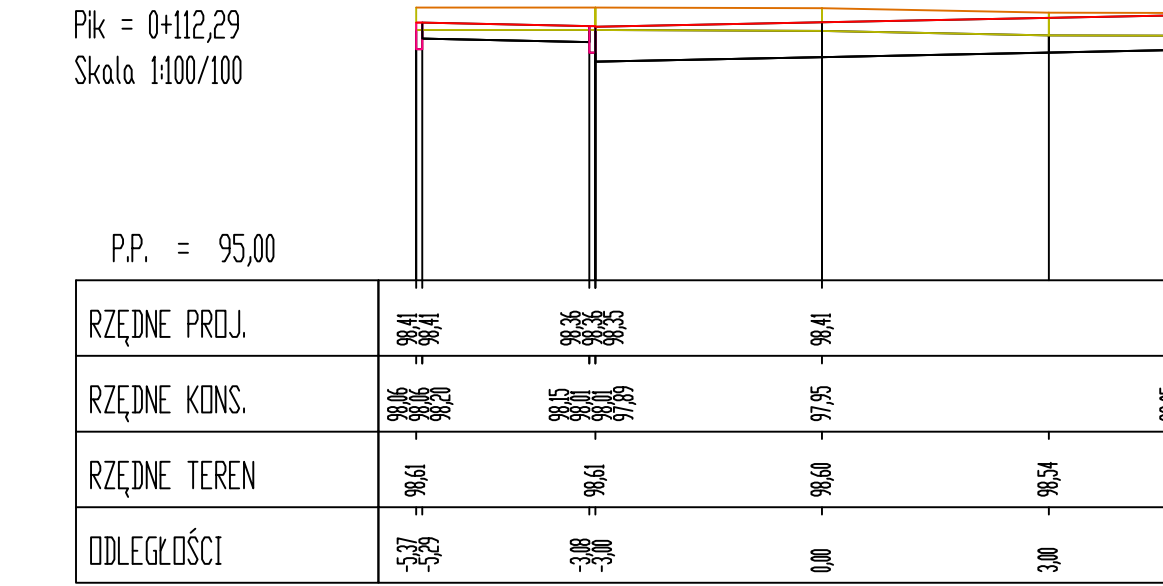 Pik = 0+112,29
Skala 1:100/100
P.P. = 95,00
RZĘDNE PROJ. 98,41 98,41 98,36 98,36 98,36 98,35 98,41
RZĘDNE KONS. 98,06 98,06 98,20 98,15 98,01 98,01 97,89 97,95
RZĘDNE TEREN 98,61 98,61 98,60 98,54
ODLEGŁOŚCI -5,37 -5,29 -3,08 -3,00 0,00 3,00